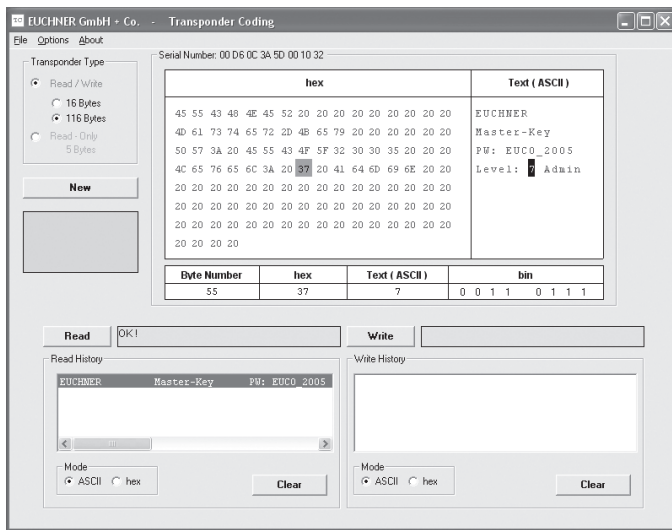 EUCHNER GmbH + Co. - Transponder Coding
File Options About
Transponder Type
Read / Write
16 Bytes
116 Bytes
Read - Only
5 Bytes
New
Serial Number: 00 D6 0C 3A 5D 00 10 32
hex Text ( ASCII )
45 55 43 48 4E 45 52 20 20 20 20 20 20 20 20 20 EUCHNER
4D 61 73 74 65 72 2D 4B 65 79 20 20 20 20 20 20 Master-Key
50 57 3A 20 45 55 43 4F 5F 32 30 30 35 20 20 20 PW: EUCO_2005
4C 65 76 65 6C 3A 20 37 20 41 64 6D 69 6E 20 20 Level: 7 Admin
20 20 20 20 20 20 20 20 20 20 20 20 20 20 20 20
20 20 20 20 20 20 20 20 20 20 20 20 20 20 20 20
20 20 20 20 20 20 20 20 20 20 20 20 20 20 20 20
20 20 20 20
Byte Number hex Text ( ASCII ) bin
55 37 7 0 0 1 1 0 1 1 1
Read OK! Write
Read History
EUCHNER Master-Key PW: EUCO_2005
Mode
ASCII hex
Clear
Write History
Mode
ASCII hex
Clear